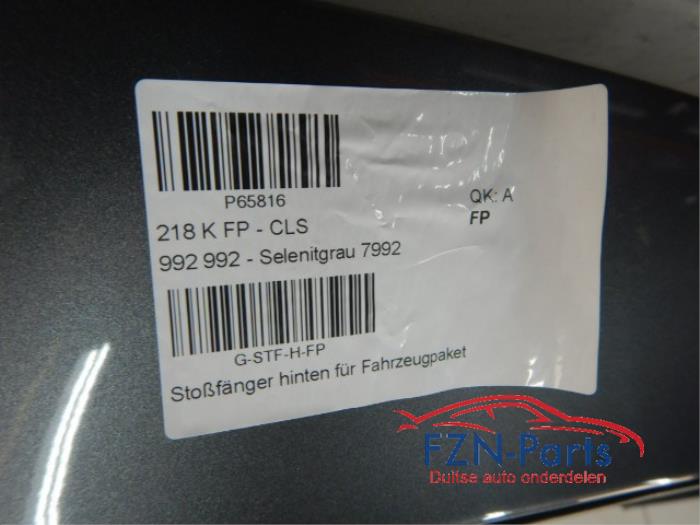 P65816
QK: A
218 K FP - CLS
FP
992 992 - Selenitgrau 7992
G-STF-H-FP
Stoßfänger hinten für Fahrzeugpaket
FZN-Parts
Duitse auto onderdelen